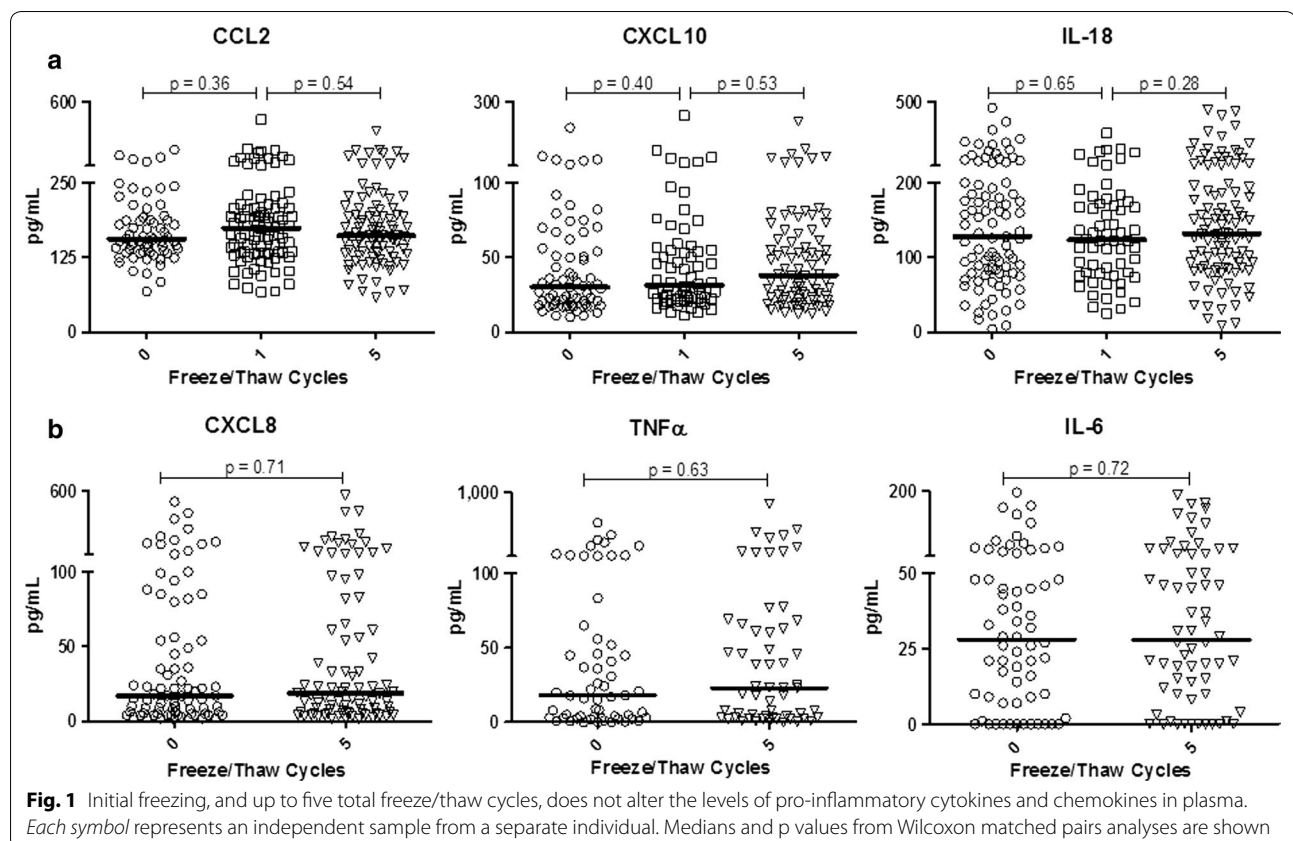 a
CCL2
p = 0.36
p = 0.54
600
250
125
0
pg/mL
0
1
5
Freeze/Thaw Cycles
CXCL10
p = 0.40
p = 0.53
300
100
50
0
pg/mL
0
1
5
Freeze/Thaw Cycles
IL-18
p = 0.65
p = 0.28
500
200
100
0
pg/mL
0
1
5
Freeze/Thaw Cycles
b
CXCL8
p = 0.71
600
100
50
0
pg/mL
0
5
Freeze/Thaw Cycles
TNFα
p = 0.63
1,000
100
50
0
pg/mL
0
5
Freeze/Thaw Cycles
IL-6
p = 0.72
200
50
25
0
pg/mL
0
5
Freeze/Thaw Cycles
Fig. 1 Initial freezing, and up to five total freeze/thaw cycles, does not alter the levels of pro-inflammatory cytokines and chemokines in plasma.
Each symbol represents an independent sample from a separate individual. Medians and p values from Wilcoxon matched pairs analyses are shown